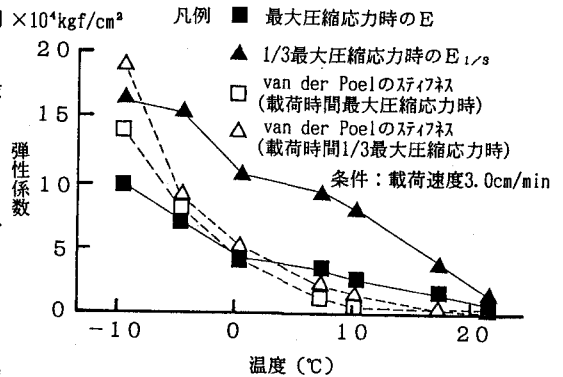 ×10⁴kgf/cm²
凡例
■ 最大圧縮応力時のE
▲ 1/3最大圧縮応力時のE₁/₃
□ van der Poelのスティフネス
(載荷時間最大圧縮応力時)
△ van der Poelのスティフネス
(載荷時間1/3最大圧縮応力時)
条件：載荷速度3.0cm/min
弾性係数
20
15
10
5
0
-10 0 10 20
温度 (℃)